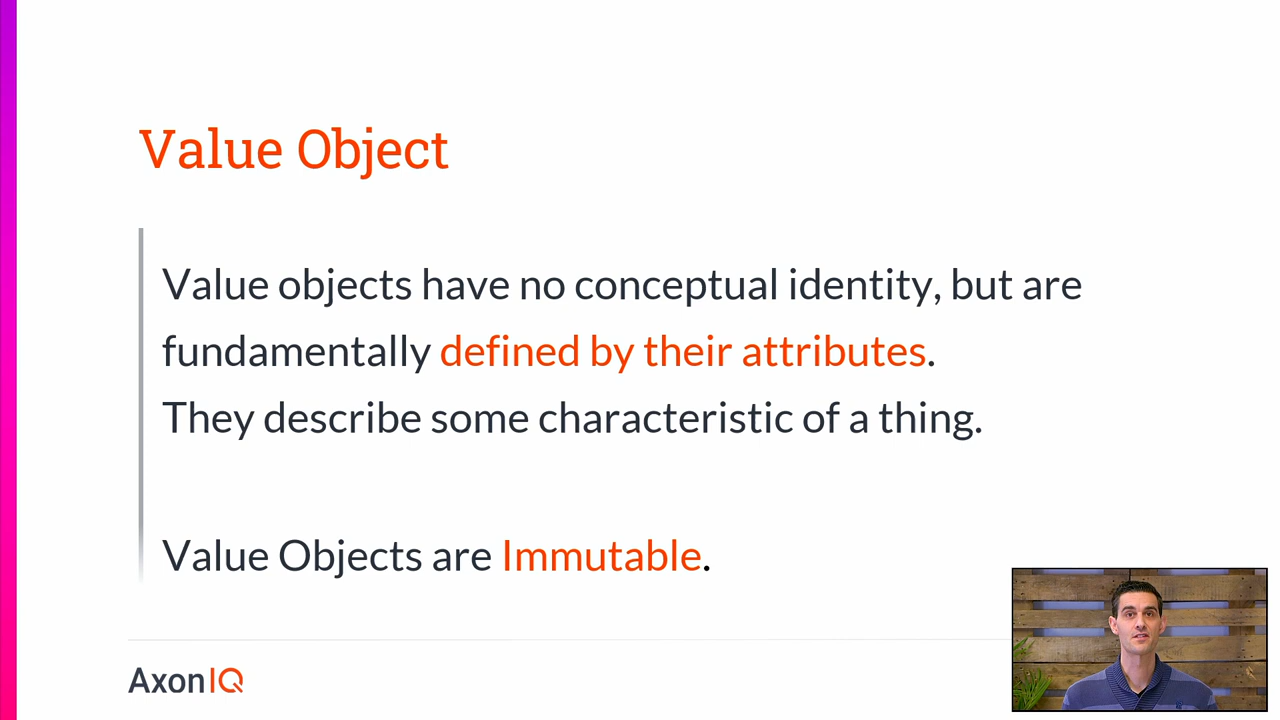 Value Object
Value objects have no conceptual identity, but are
fundamentally defined by their attributes.
They describe some characteristic of a thing.
Value Objects are Immutable.
AxonIQ